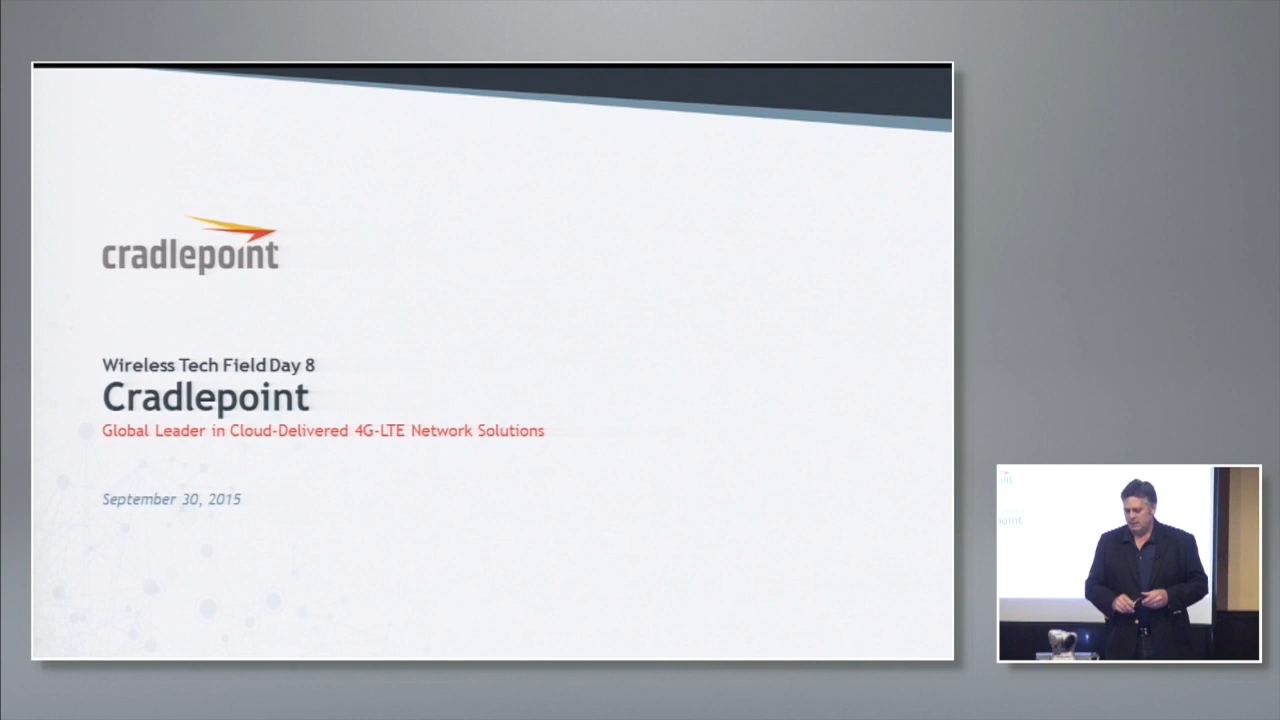 cradlepoint
Wireless Tech Field Day 8
Cradlepoint
Global Leader in Cloud-Delivered 4G-LTE Network Solutions
September 30, 2015
oint